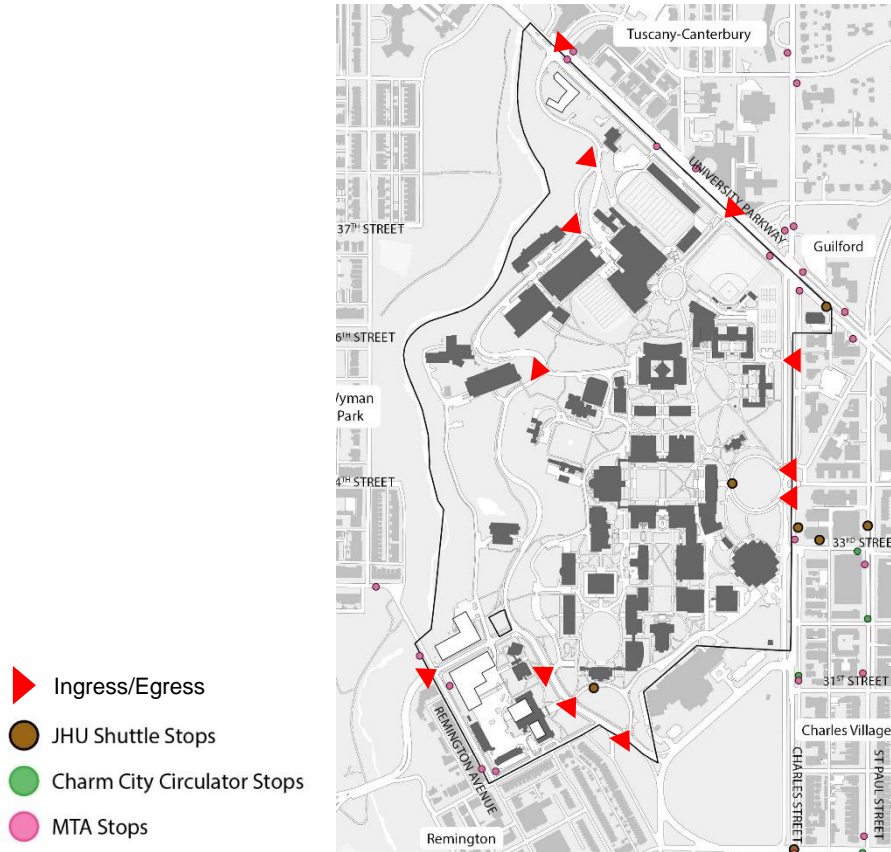 Tuscany-Canterbury
UNIVERSITY PARKWAY
37TH STREET
Guilford
6TH STREET
Wyman
Park
4TH STREET
33RD STREE
31ST STREET
Charles Village
REMINGTON AVENUE
CHARLES STREET
ST PAUL STREET
Remington
Ingress/Egress
JHU Shuttle Stops
Charm City Circulator Stops
MTA Stops